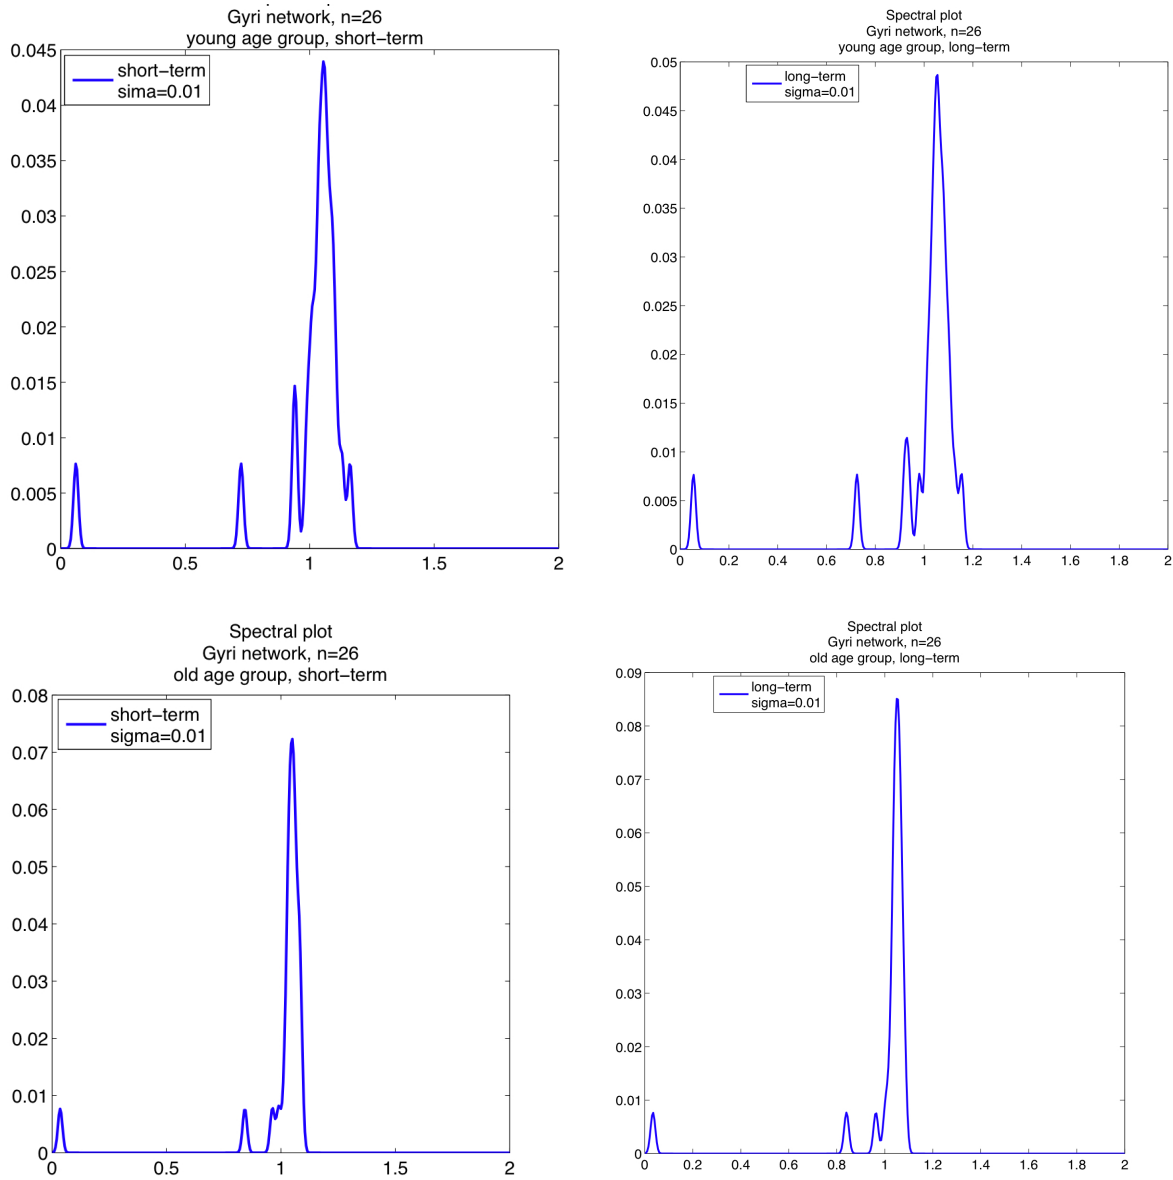 Gyri network, n=26
young age group, short-term
0.045
0.04
0.035
0.03
0.025
0.02
0.015
0.01
0.005
0
short-term
sima=0.01
0 0.5 1 1.5 2
Spectral plot
Gyri network, n=26
young age group, long-term
0.05
0.045
0.04
0.035
0.03
0.025
0.02
0.015
0.01
0.005
0
long-term
sigma=0.01
0 0.2 0.4 0.6 0.8 1 1.2 1.4 1.6 1.8 2
Spectral plot
Gyri network, n=26
old age group, short-term
0.08
0.07
0.06
0.05
0.04
0.03
0.02
0.01
0
short-term
sigma=0.01
0 0.5 1 1.5 2
Spectral plot
Gyri network, n=26
old age group, long-term
0.09
0.08
0.07
0.06
0.05
0.04
0.03
0.02
0.01
0
long-term
sigma=0.01
0 0.2 0.4 0.6 0.8 1 1.2 1.4 1.6 1.8 2